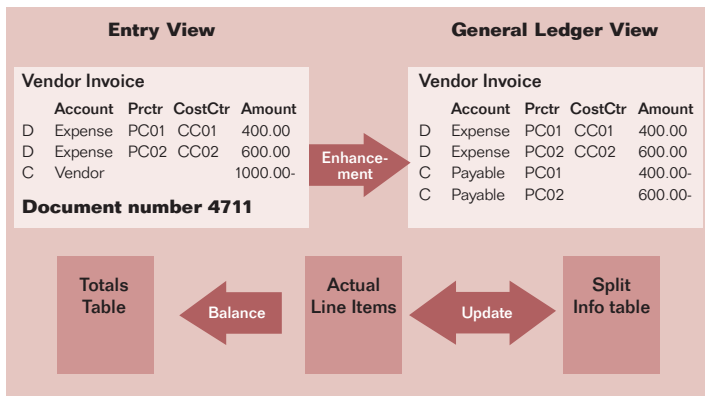 Entry View
General Ledger View
Vendor Invoice
Account Prctr CostCtr Amount
D Expense PC01 CC01 400.00
D Expense PC02 CC02 600.00
C Vendor 1000.00-
Document number 4711
Enhance-
ment
Vendor Invoice
Account Prctr CostCtr Amount
D Expense PC01 CC01 400.00
D Expense PC02 CC02 600.00
C Payable PC01 400.00-
C Payable PC02 600.00-
Totals
Table
Balance
Actual
Line Items
Update
Split
Info table